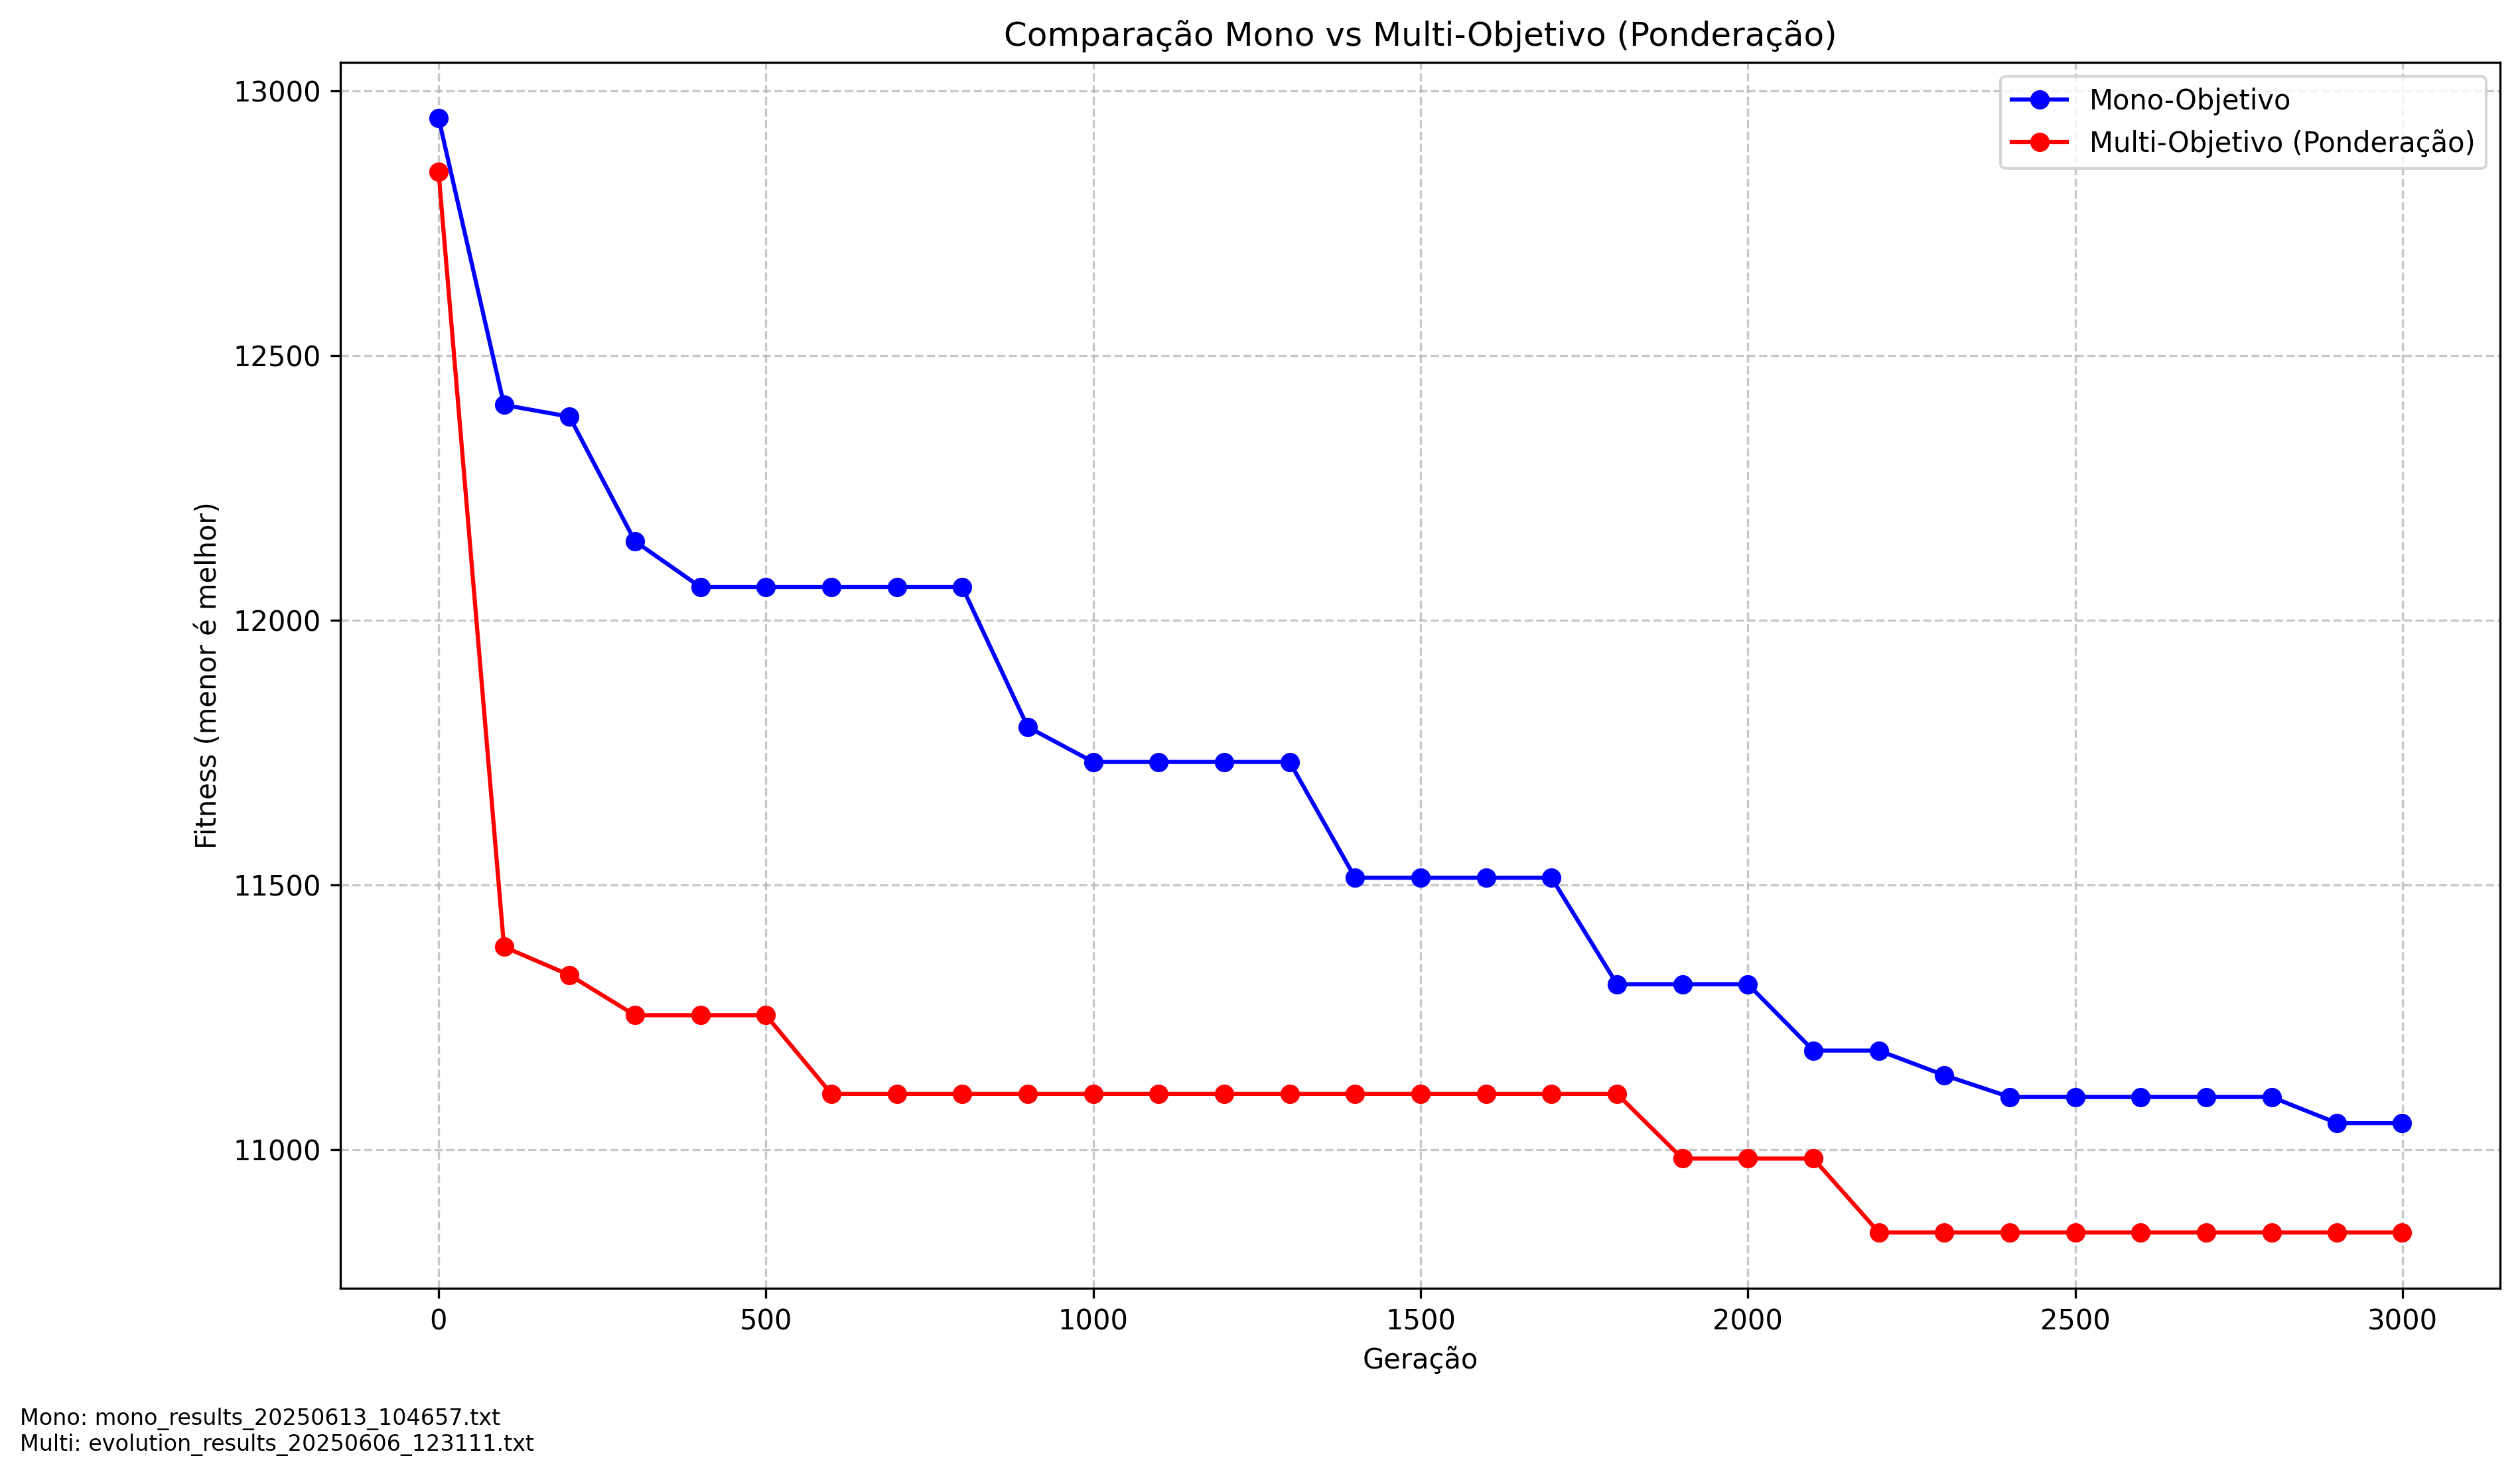 Comparação Mono vs Multi-Objetivo (Ponderação)
Mono-Objetivo
Multi-Objetivo (Ponderação)
Fitness (menor é melhor)
13000
12500
12000
11500
11000
0
500
1000
1500
2000
2500
3000
Geração
Mono: mono_results_20250613_104657.txt
Multi: evolution_results_20250606_123111.txt